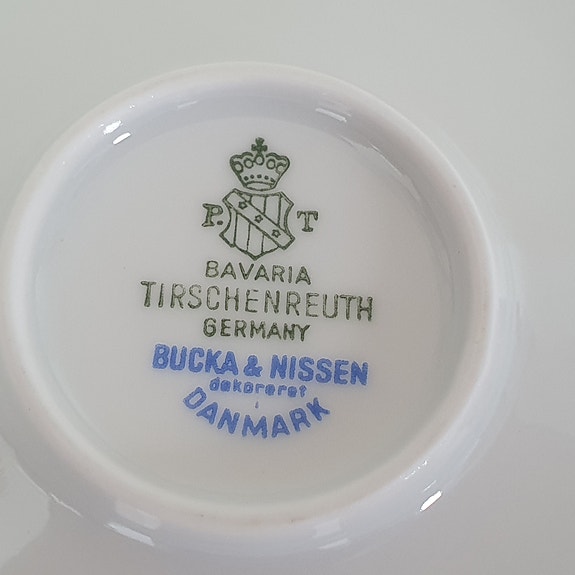 P. T
BAVARIA
TIRSCHENREUTH
GERMANY
BUCKA & NISSEN
dekoreret
i
DANMARK